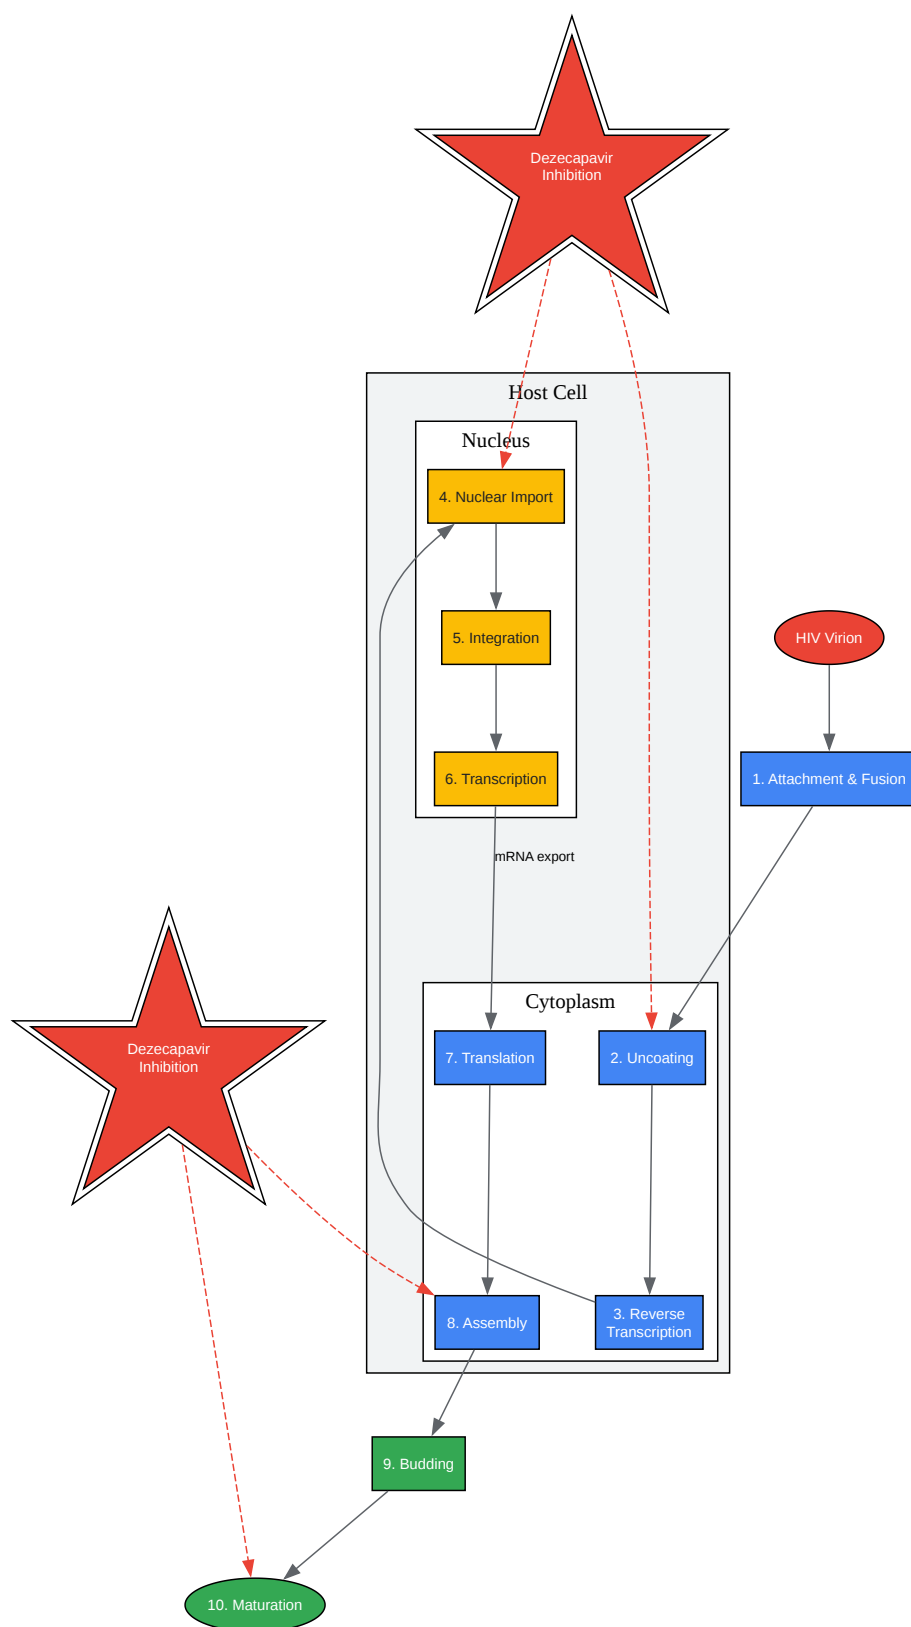 Dezecapavir
Inhibition
Host Cell
Nucleus
4. Nuclear Import
5. Integration
HIV Virion
6. Transcription
1. Attachment & Fusion
mRNA export
Cytoplasm
Dezecapavir
Inhibition
7. Translation
2. Uncoating
8. Assembly
3. Reverse
Transcription
9. Budding
10. Maturation